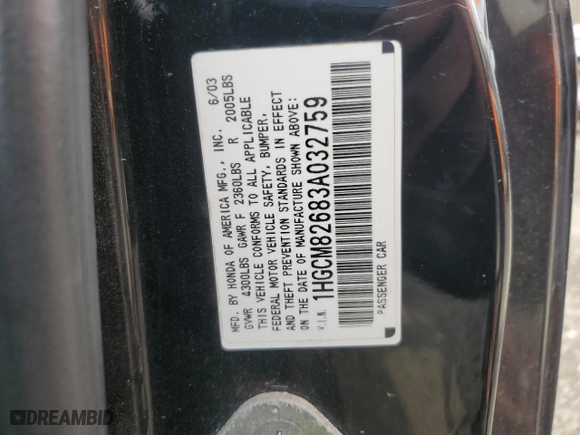 MFD. BY HONDA OF AMERICA MFG., INC. 6/03
GVWR 4300LBS GAWR F 2360LBS R 2005LBS
THIS VEHICLE CONFORMS TO ALL APPLICABLE
FEDERAL MOTOR VEHICLE SAFETY, BUMPER,
AND THEFT PREVENTION STANDARDS IN EFFECT
ON THE DATE OF MANUFACTURE SHOWN ABOVE:
V.I.N. 1HGCM82683A032759
PASSENGER CAR
DREAMBID